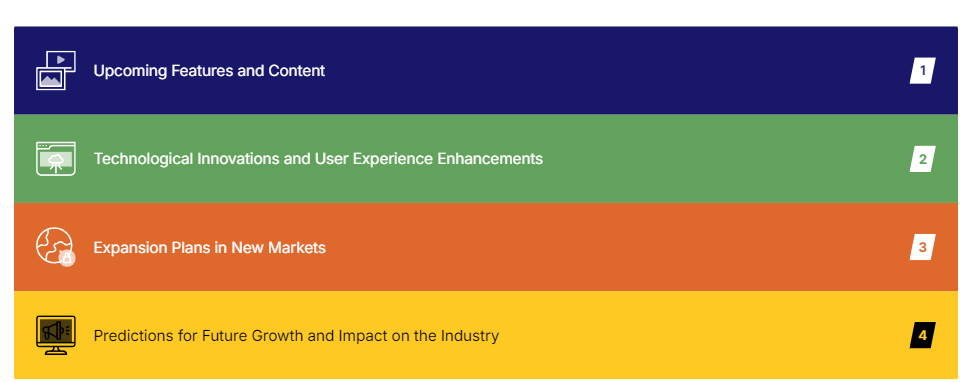 Upcoming Features and Content 1
Technological Innovations and User Experience Enhancements 2
Expansion Plans in New Markets 3
Predictions for Future Growth and Impact on the Industry 4